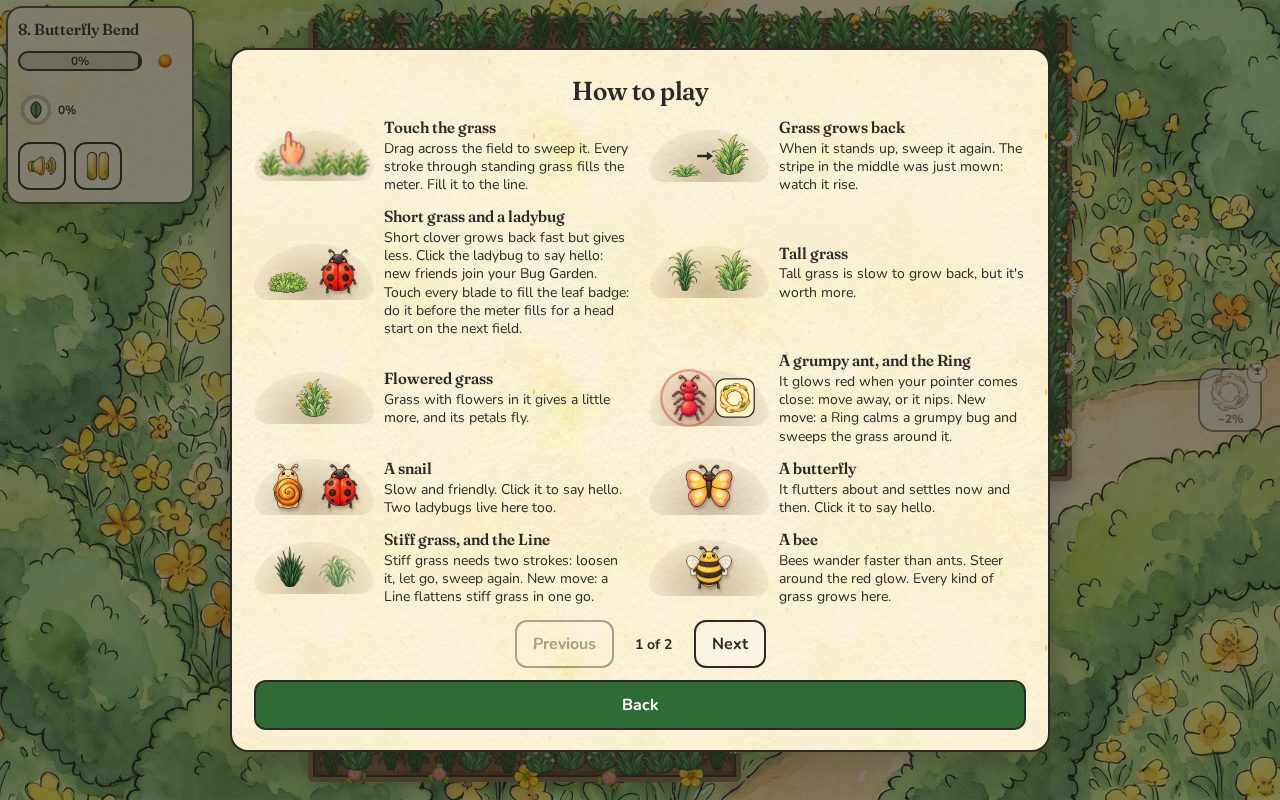 8. Butterfly Bend
0%
0%
How to play
Touch the grass
Drag across the field to sweep it. Every
stroke through standing grass fills the
meter. Fill it to the line.
Grass grows back
When it stands up, sweep it again. The
stripe in the middle was just mown:
watch it rise.
Short grass and a ladybug
Short clover grows back fast but gives
less. Click the ladybug to say hello:
new friends join your Bug Garden.
Touch every blade to fill the leaf badge:
do it before the meter fills for a head
start on the next field.
Tall grass
Tall grass is slow to grow back, but it's
worth more.
Flowered grass
Grass with flowers in it gives a little
more, and its petals fly.
A grumpy ant, and the Ring
It glows red when your pointer comes
close: move away, or it nips. New
move: a Ring calms a grumpy bug and
sweeps the grass around it.
A snail
Slow and friendly. Click it to say hello.
Two ladybugs live here too.
A butterfly
It flutters about and settles now and
then. Click it to say hello.
Stiff grass, and the Line
Stiff grass needs two strokes: loosen
it, let go, sweep again. New move: a
Line flattens stiff grass in one go.
A bee
Bees wander faster than ants. Steer
around the red glow. Every kind of
grass grows here.
Previous
1 of 2
Next
Back
1
~2%